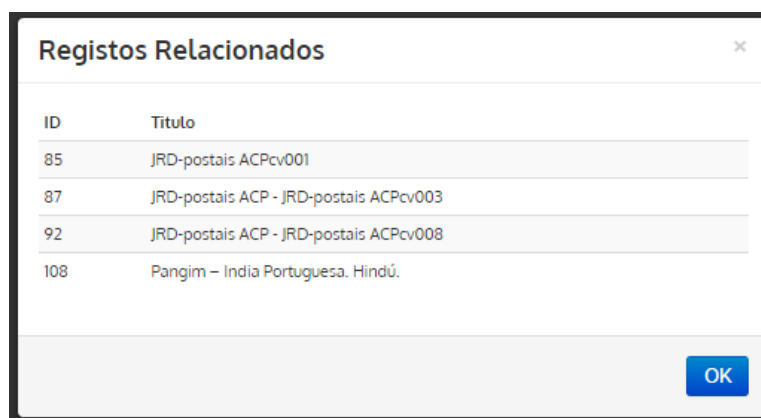 Registos Relacionados ×
ID Titulo
85 JRD-postais ACPcv001
87 JRD-postais ACP - JRD-postais ACPcv003
92 JRD-postais ACP - JRD-postais ACPcv008
108 Pangim – India Portuguesa. Hindú.
OK